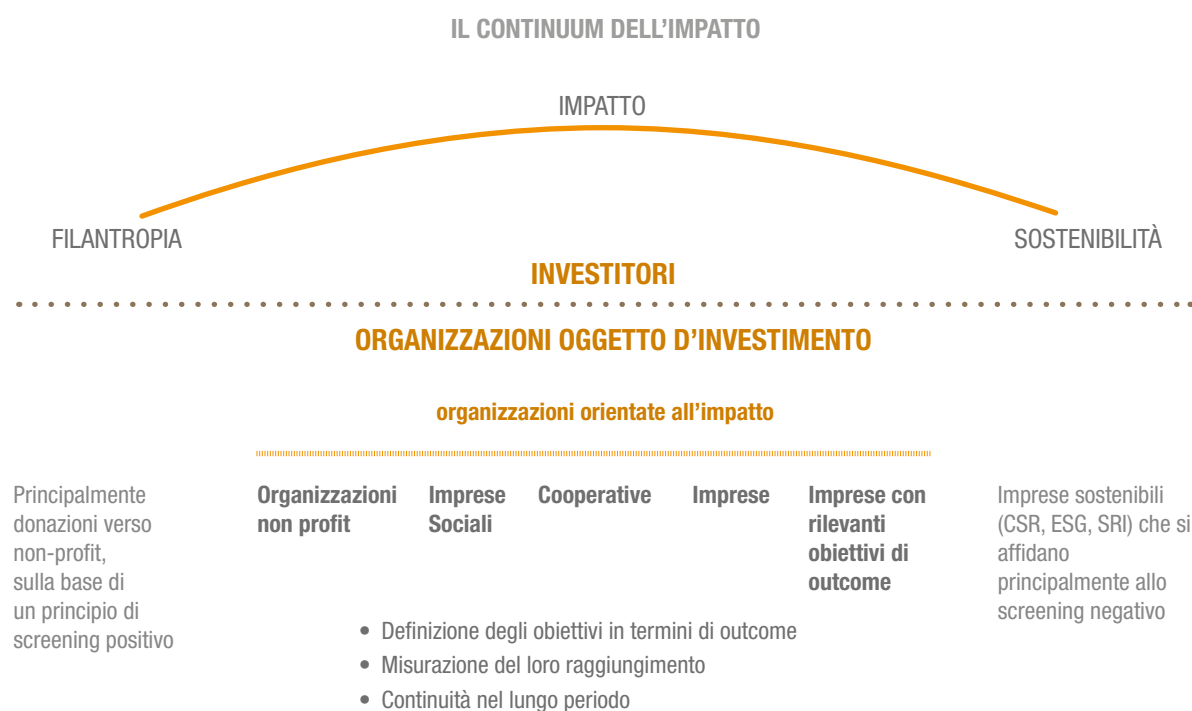 IL CONTINUUM DELL’IMPATTO
IMPATTO
FILANTROPIA
SOSTENIBILITÀ
INVESTITORI
ORGANIZZAZIONI OGGETTO D’INVESTIMENTO
organizzazioni orientate all’impatto
Principalmente
donazioni verso
non-profit,
sulla base di
un principio di
screening positivo
Organizzazioni
non profit
Imprese
Sociali
Cooperative
Imprese
Imprese con
rilevanti
obiettivi di
outcome
Imprese sostenibili
(CSR, ESG, SRI) che si
affidano
principalmente allo
screening negativo
• Definizione degli obiettivi in termini di outcome
• Misurazione del loro raggiungimento
• Continuità nel lungo periodo